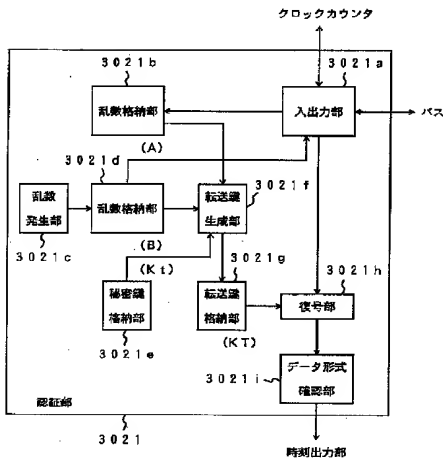 クロックカウンタ
3021b
3021a
乱数格納部
入出力部
バス
(A)
3021d
3021f
乱数
発生部
乱数格納部
転送鍵
生成部
3021c
(B)
(Kt)
3021g
3021h
秘密鍵
格納部
転送鍵
格納部
復号部
3021e
(KT)
3021i
データ形式
確認部
認証部
3021
時刻出力部